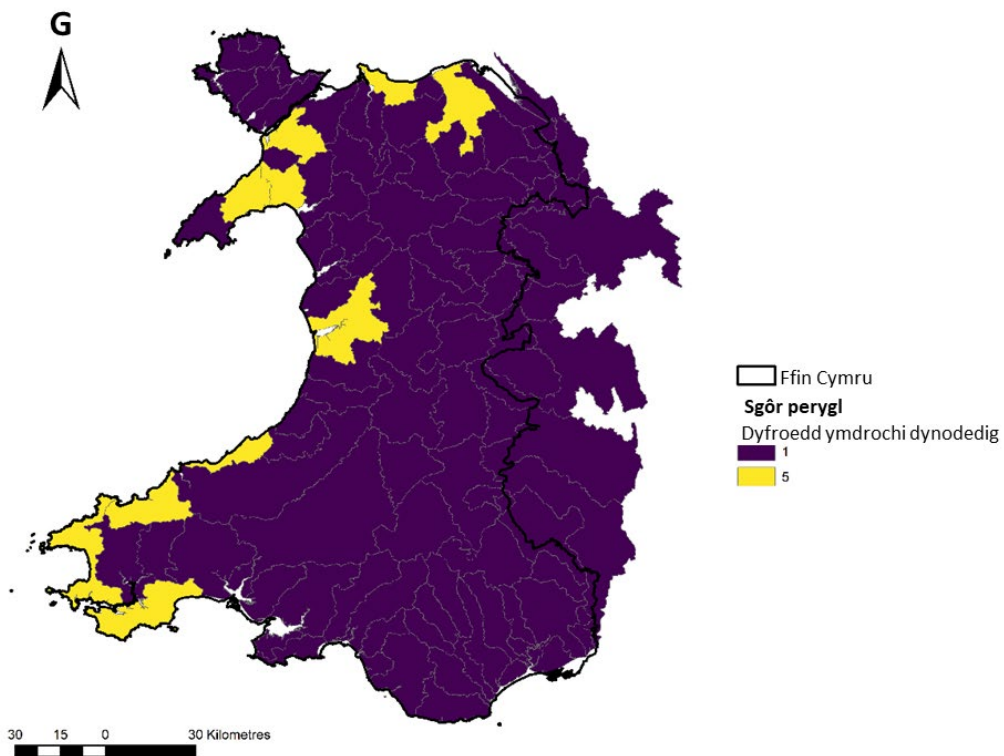 G
Ffin Cymru
Sgôr perygl
Dyfroedd ymdrochi dynodedig
1
5
30 15 0 30 Kilometres